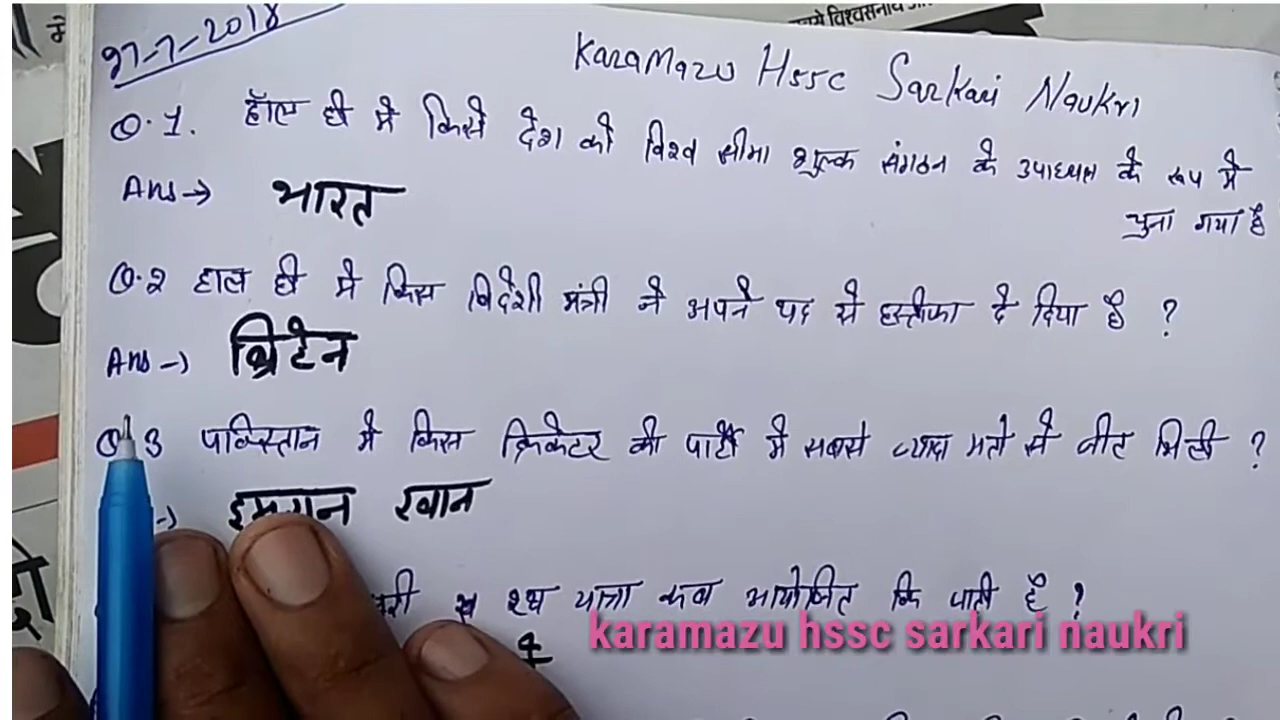 27-7-2018
Karamazu Hssc Sarkari Naukri
Q.1. हॉल ही मे किसे देश को विश्व सीमा शुल्क संगठन के उपाध्यक्ष के रूप मे
चुना गया है
Ans → भारत
Q.2 हाल ही मे किस विदेशी मंत्री ने अपने पद से इस्तीफा दे दिया है ?
Ans → ब्रिटेन
Q 3 पाकिस्तान मे किस क्रिकेटर की पार्टी मे सबसे ज्यादा मतो से जीत मिली ?
इमरान खान
यात्रा कब आयोजित कि जाती है ?
karamazu hssc sarkari naukri